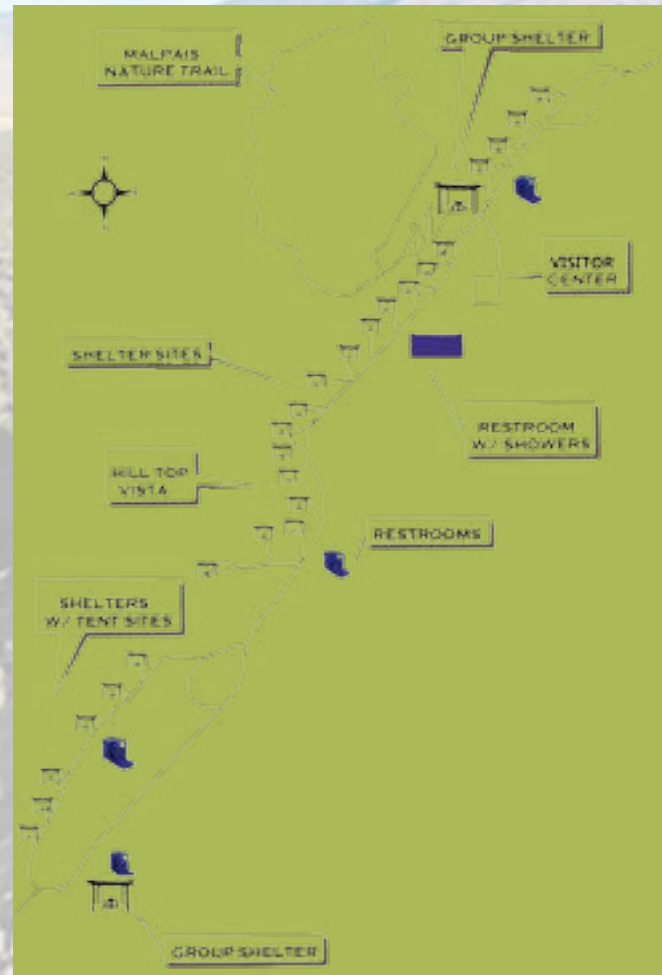 MALPAIS
NATURE TRAIL
GROUP SHELTER
VISITOR
CENTER
SHELTER SITES
RESTROOM
W/ SHOWERS
HILL TOP
VISTA
RESTROOMS
SHELTERS
W/ TENT SITES
GROUP SHELTER